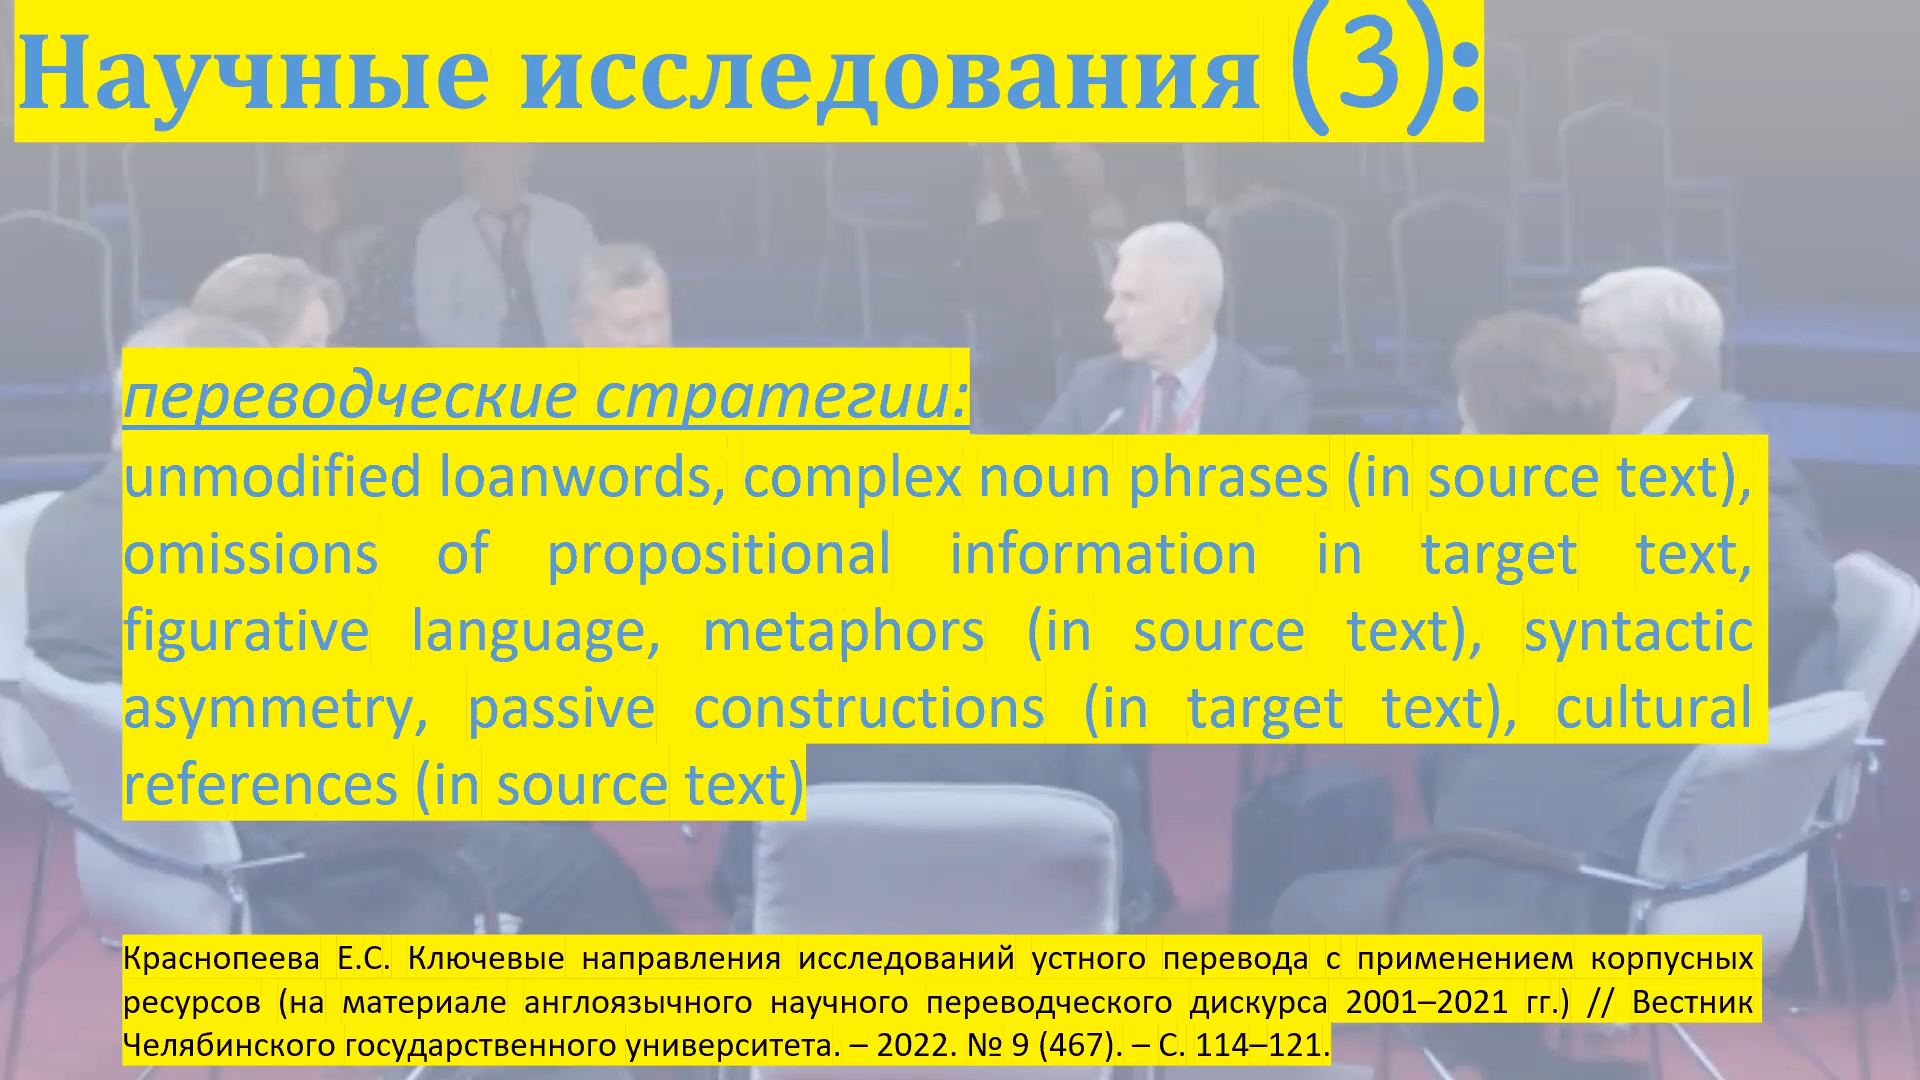 Научные исследования (3):
переводческие стратегии:
unmodified loanwords, complex noun phrases (in source text),
omissions of propositional information in target text,
figurative language, metaphors (in source text), syntactic
asymmetry, passive constructions (in target text), cultural
references (in source text)
Краснопеева Е.С. Ключевые направления исследований устного перевода с применением корпусных
ресурсов (на материале англоязычного научного переводческого дискурса 2001–2021 гг.) // Вестник
Челябинского государственного университета. – 2022. № 9 (467). – С. 114–121.